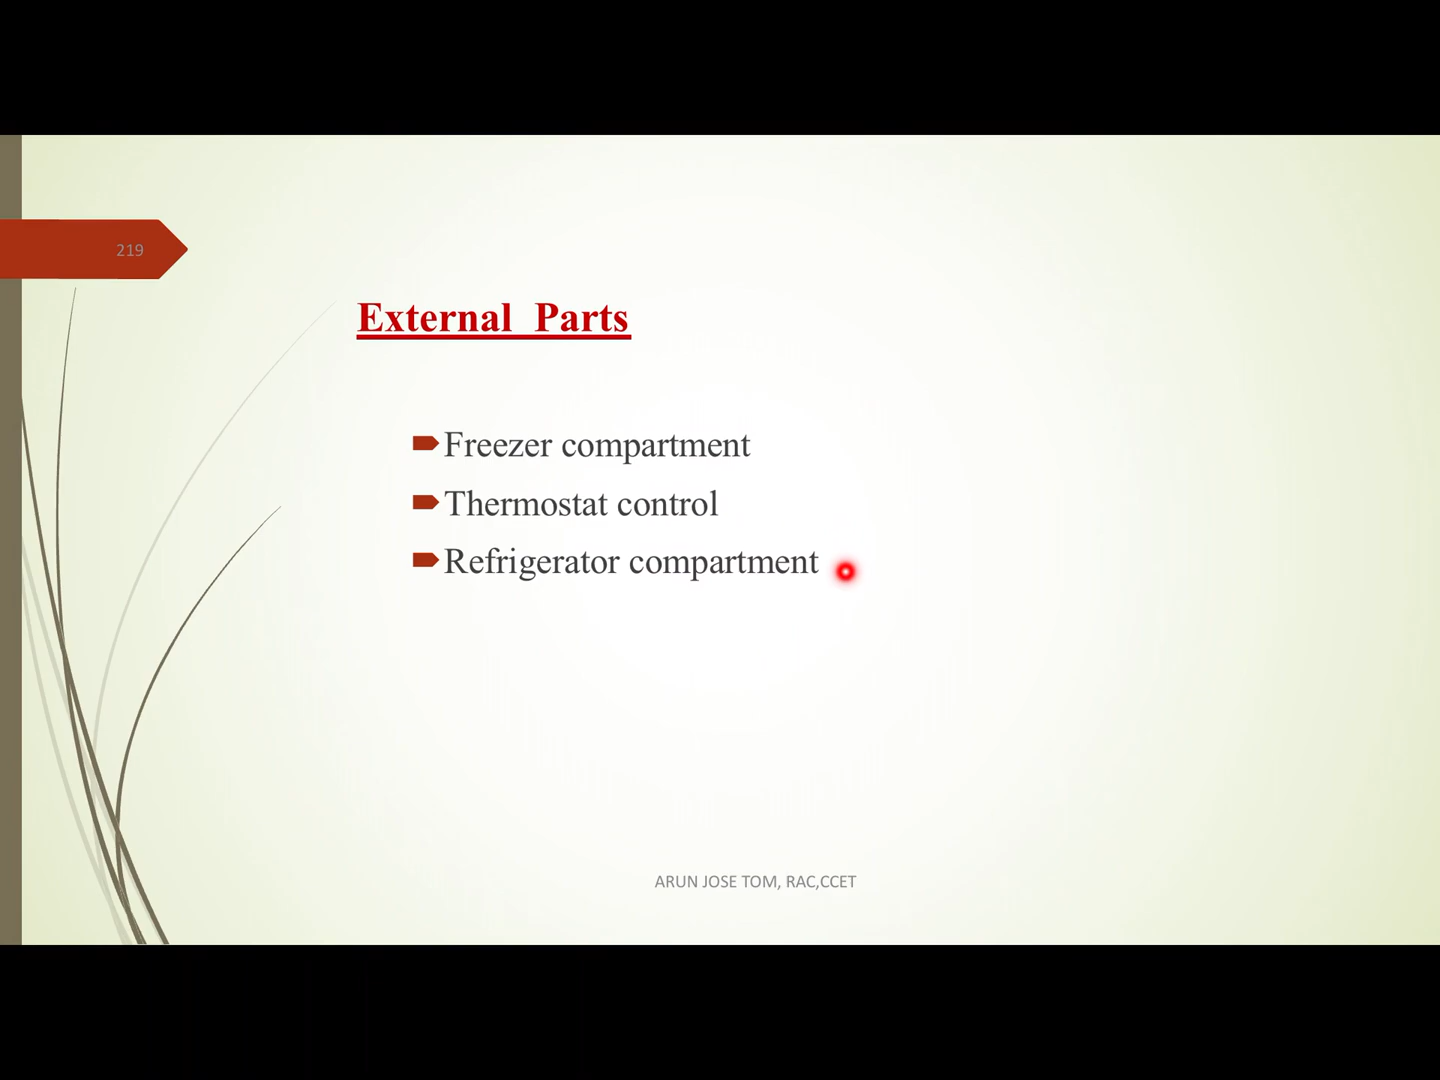 219
External Parts
Freezer compartment
Thermostat control
Refrigerator compartment
ARUN JOSE TOM, RAC,CCET